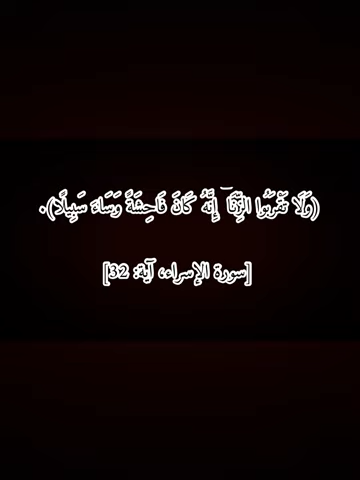 (وَلَا تَقْرَبُوا الزِّنَا ۖ إِنَّهُ كَانَ فَاحِشَةً وَسَاءَ سَبِيلًا).
[سورة الإسراء، آية: 32]